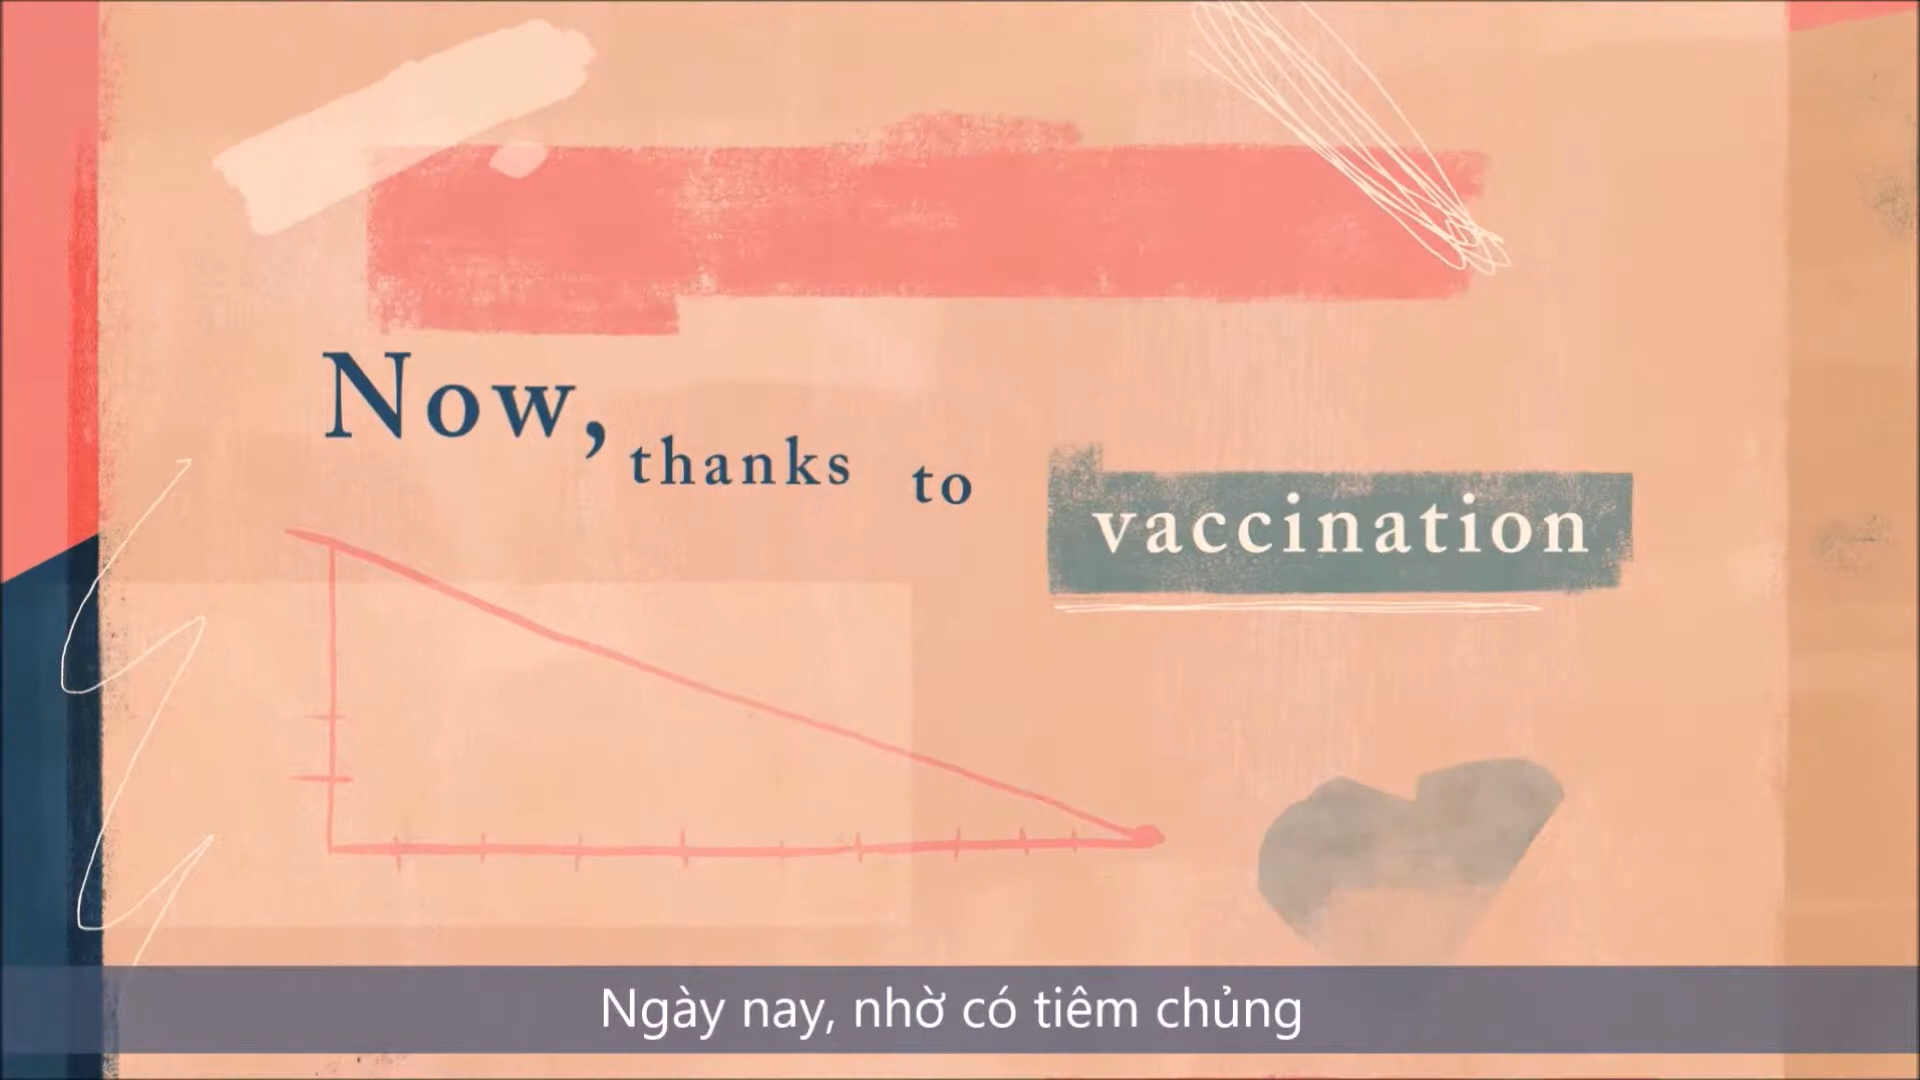 Now, thanks to vaccination
Ngày nay, nhờ có tiêm chủng